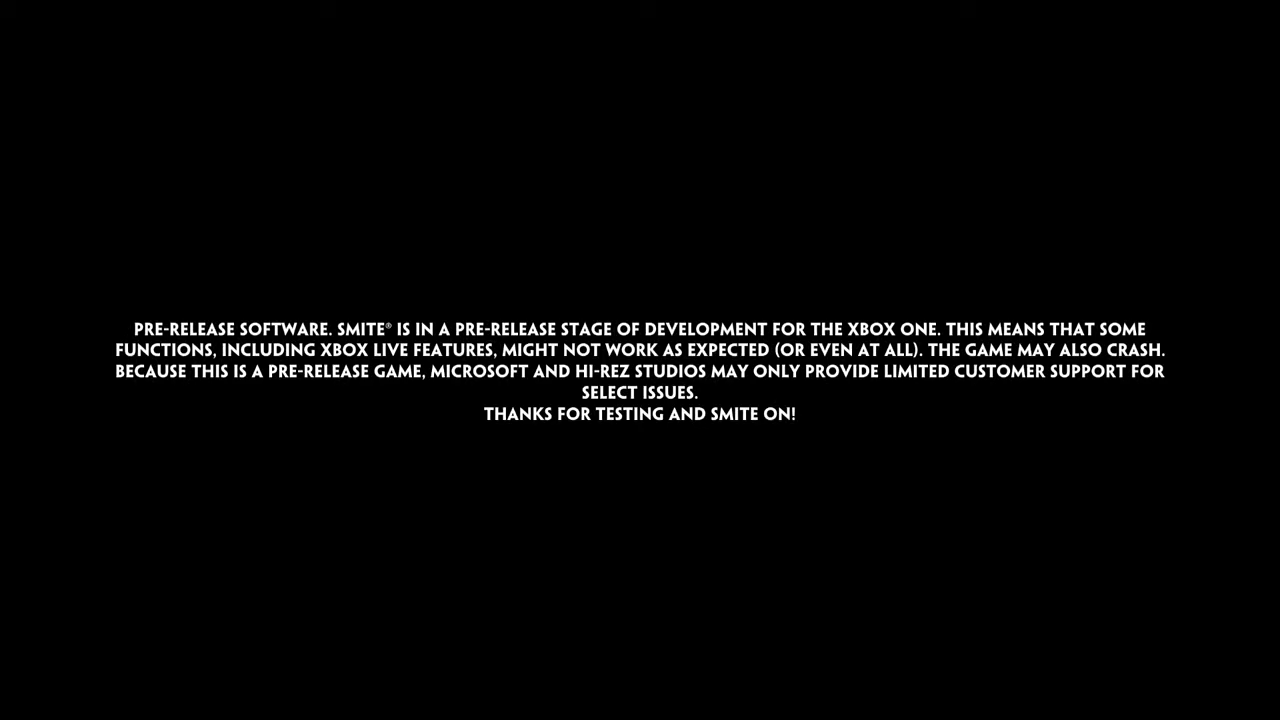 PRE-RELEASE SOFTWARE. SMITE® IS IN A PRE-RELEASE STAGE OF DEVELOPMENT FOR THE XBOX ONE. THIS MEANS THAT SOME
FUNCTIONS, INCLUDING XBOX LIVE FEATURES, MIGHT NOT WORK AS EXPECTED (OR EVEN AT ALL). THE GAME MAY ALSO CRASH.
BECAUSE THIS IS A PRE-RELEASE GAME, MICROSOFT AND HI-REZ STUDIOS MAY ONLY PROVIDE LIMITED CUSTOMER SUPPORT FOR
SELECT ISSUES.
THANKS FOR TESTING AND SMITE ON!